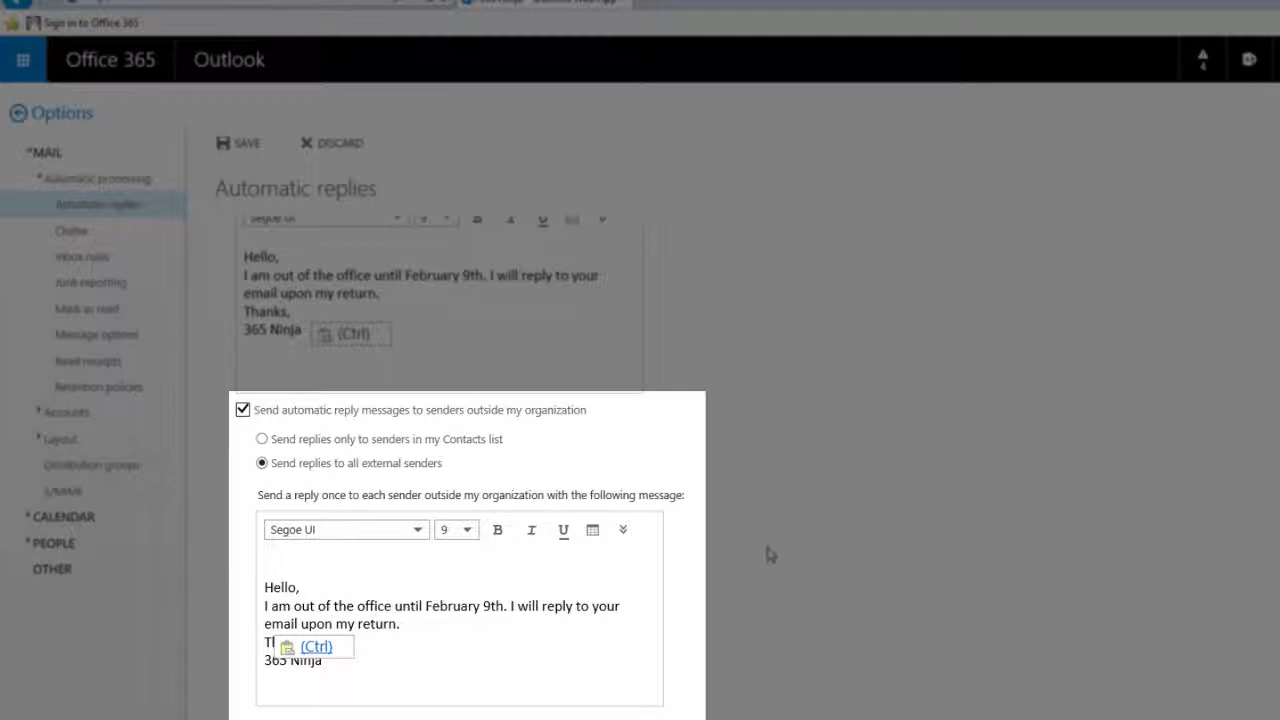 Sign in to Office 365
Office 365
Outlook
4
Options
MAIL
Automatic processing
Automatic replies
Clutter
Inbox rules
Junk reporting
Mark as read
Message options
Read receipts
Retention policies
Accounts
Layout
Distribution groups
S/MIME
CALENDAR
PEOPLE
OTHER
SAVE
DISCARD
Automatic replies
Segoe UI
9
B I U
Hello,
I am out of the office until February 9th. I will reply to your
email upon my return.
Thanks,
365 Ninja
(Ctrl)
Send automatic reply messages to senders outside my organization
Send replies only to senders in my Contacts list
Send replies to all external senders
Send a reply once to each sender outside my organization with the following message:
Segoe UI
9
B I U
Hello,
I am out of the office until February 9th. I will reply to your
email upon my return.
(Ctrl)
365 Ninja